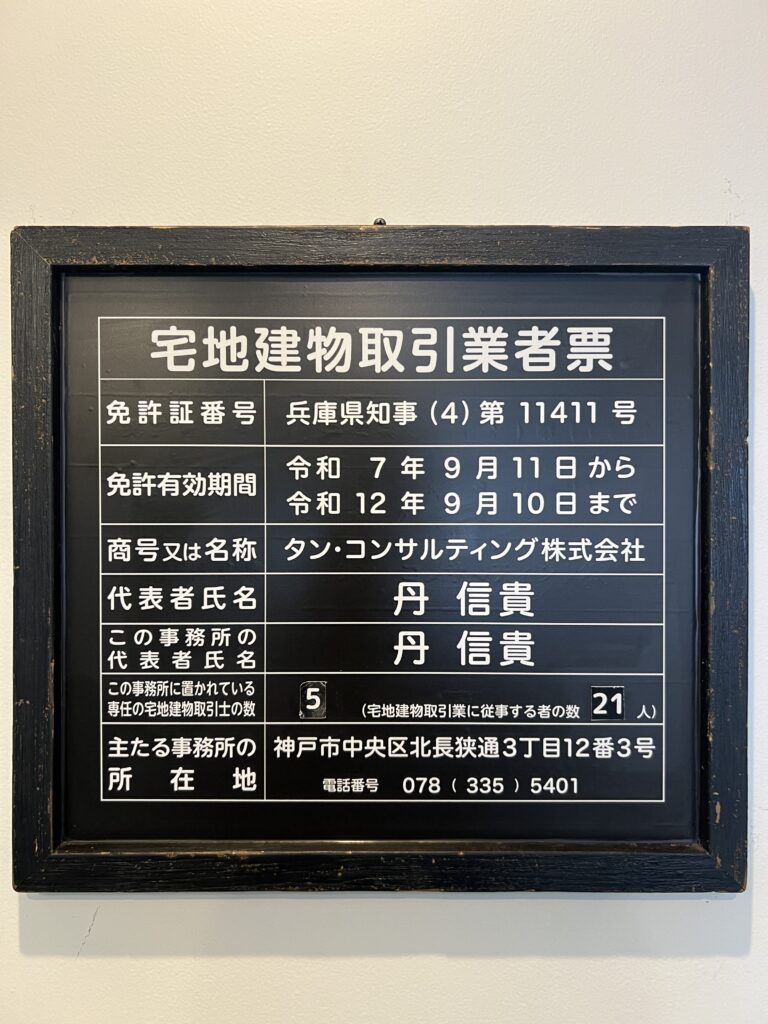 宅地建物取引業者票
免許証番号 兵庫県知事（4）第 11411 号
免許有効期間 令和 7 年 9 月 11 日から
令和 12 年 9 月 10 日まで
商号又は名称 タン・コンサルティング株式会社
代表者氏名 丹 信貴
この事務所の
代表者氏名 丹 信貴
この事務所に置かれている
専任の宅地建物取引士の数 5 （宅地建物取引業に従事する者の数 21 人）
主たる事務所の
所在地 神戸市中央区北長狭通3丁目12番3号
電話番号 078（335）5401